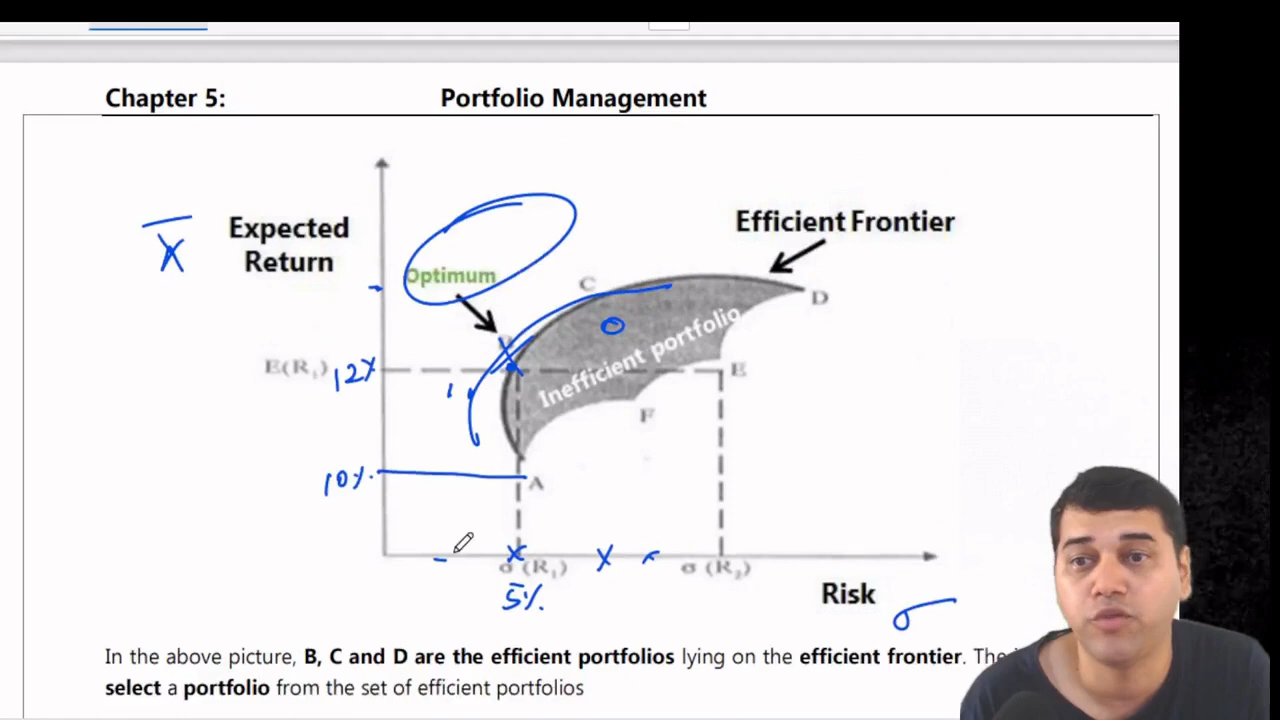 Chapter 5: Portfolio Management
X̄
Expected
Return
Optimum
Efficient Frontier
C
D
E(R₁)
12%
E
Inefficient portfolio
F
10%
A
σ (R₁)
σ (R₂)
5%
Risk
σ
In the above picture, B, C and D are the efficient portfolios lying on the efficient frontier. The
select a portfolio from the set of efficient portfolios